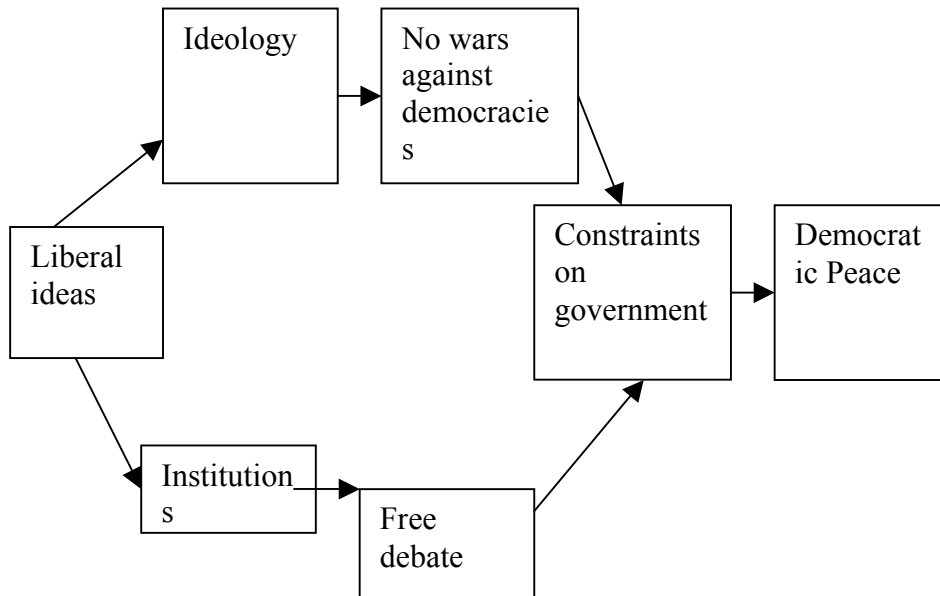 Ideology
No wars
against
democracie
s
Liberal
ideas
Constraints
on
government
Democrat
ic Peace
Institution
s
Free
debate